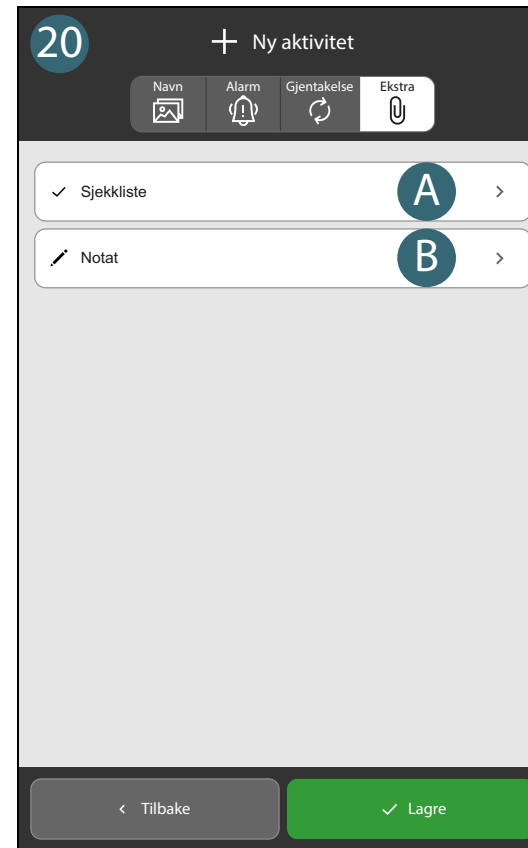 20
Ny aktivitet
Navn Alarm Gjentakelse Ekstra
Sjekkliste A
Notat B
Tilbake Lagre